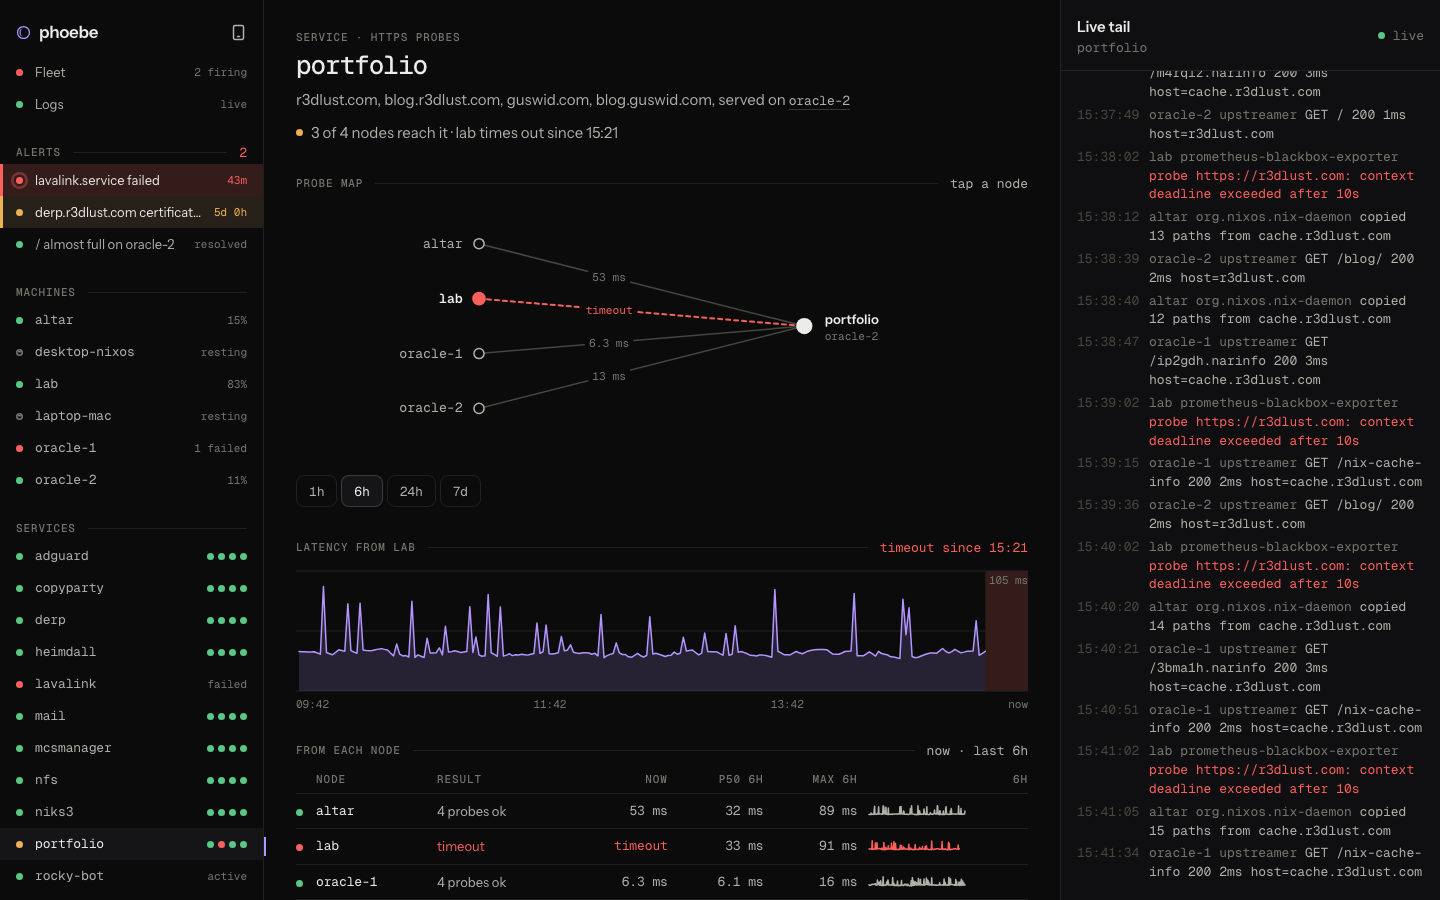 phoebe
Fleet 2 firing
Logs live
ALERTS 2
lavalink.service failed 43m
derp.r3dlust.com certificat… 5d 0h
/ almost full on oracle-2 resolved
MACHINES
altar 15%
desktop-nixos resting
lab 83%
laptop-mac resting
oracle-1 1 failed
oracle-2 11%
SERVICES
adguard
copyparty
derp
heimdall
lavalink failed
mail
mcsmanager
nfs
niks3
portfolio
rocky-bot active
SERVICE · HTTPS PROBES
portfolio
r3dlust.com, blog.r3dlust.com, guswid.com, blog.guswid.com, served on oracle-2
3 of 4 nodes reach it · lab times out since 15:21
PROBE MAP tap a node
altar
53 ms
lab
timeout
portfolio
oracle-2
6.3 ms
oracle-1
13 ms
oracle-2
1h 6h 24h 7d
LATENCY FROM LAB timeout since 15:21
105 ms
09:42 11:42 13:42 now
FROM EACH NODE now · last 6h
NODE RESULT NOW P50 6H MAX 6H 6H
altar 4 probes ok 53 ms 32 ms 89 ms
lab timeout timeout 33 ms 91 ms
oracle-1 4 probes ok 6.3 ms 6.1 ms 16 ms
Live tail
portfolio live
/m4rqiz.narinfo 200 3ms
host=cache.r3dlust.com
15:37:49 oracle-2 upstreamer GET / 200 1ms
host=r3dlust.com
15:38:02 lab prometheus-blackbox-exporter
probe https://r3dlust.com: context
deadline exceeded after 10s
15:38:12 altar org.nixos.nix-daemon copied
13 paths from cache.r3dlust.com
15:38:39 oracle-2 upstreamer GET /blog/ 200
2ms host=r3dlust.com
15:38:40 altar org.nixos.nix-daemon copied
12 paths from cache.r3dlust.com
15:38:47 oracle-1 upstreamer GET
/ip2gdh.narinfo 200 3ms
host=cache.r3dlust.com
15:39:02 lab prometheus-blackbox-exporter
probe https://r3dlust.com: context
deadline exceeded after 10s
15:39:15 oracle-1 upstreamer GET /nix-cache-
info 200 2ms host=cache.r3dlust.com
15:39:36 oracle-2 upstreamer GET /blog/ 200
2ms host=r3dlust.com
15:40:02 lab prometheus-blackbox-exporter
probe https://r3dlust.com: context
deadline exceeded after 10s
15:40:20 altar org.nixos.nix-daemon copied
14 paths from cache.r3dlust.com
15:40:21 oracle-1 upstreamer GET
/3bma1h.narinfo 200 3ms
host=cache.r3dlust.com
15:40:51 oracle-1 upstreamer GET /nix-cache-
info 200 2ms host=cache.r3dlust.com
15:41:02 lab prometheus-blackbox-exporter
probe https://r3dlust.com: context
deadline exceeded after 10s
15:41:05 altar org.nixos.nix-daemon copied
15 paths from cache.r3dlust.com
15:41:34 oracle-1 upstreamer GET /nix-cache-
info 200 2ms host=cache.r3dlust.com